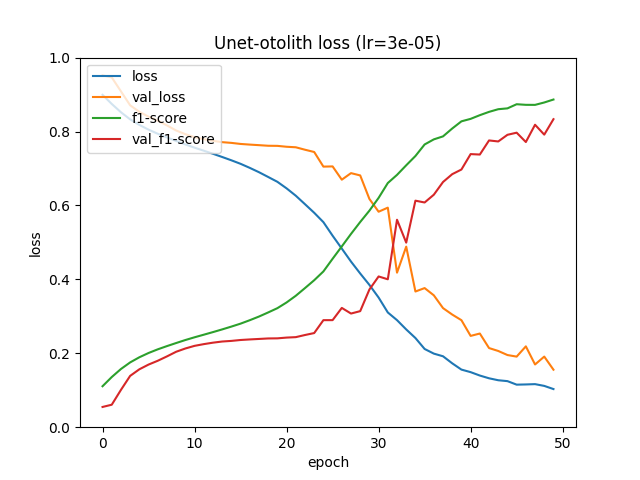 Unet-otolith loss (lr=3e-05)
loss
val_loss
f1-score
val_f1-score
1.0
0.8
0.6
0.4
0.2
0.0
loss
0 10 20 30 40 50
epoch